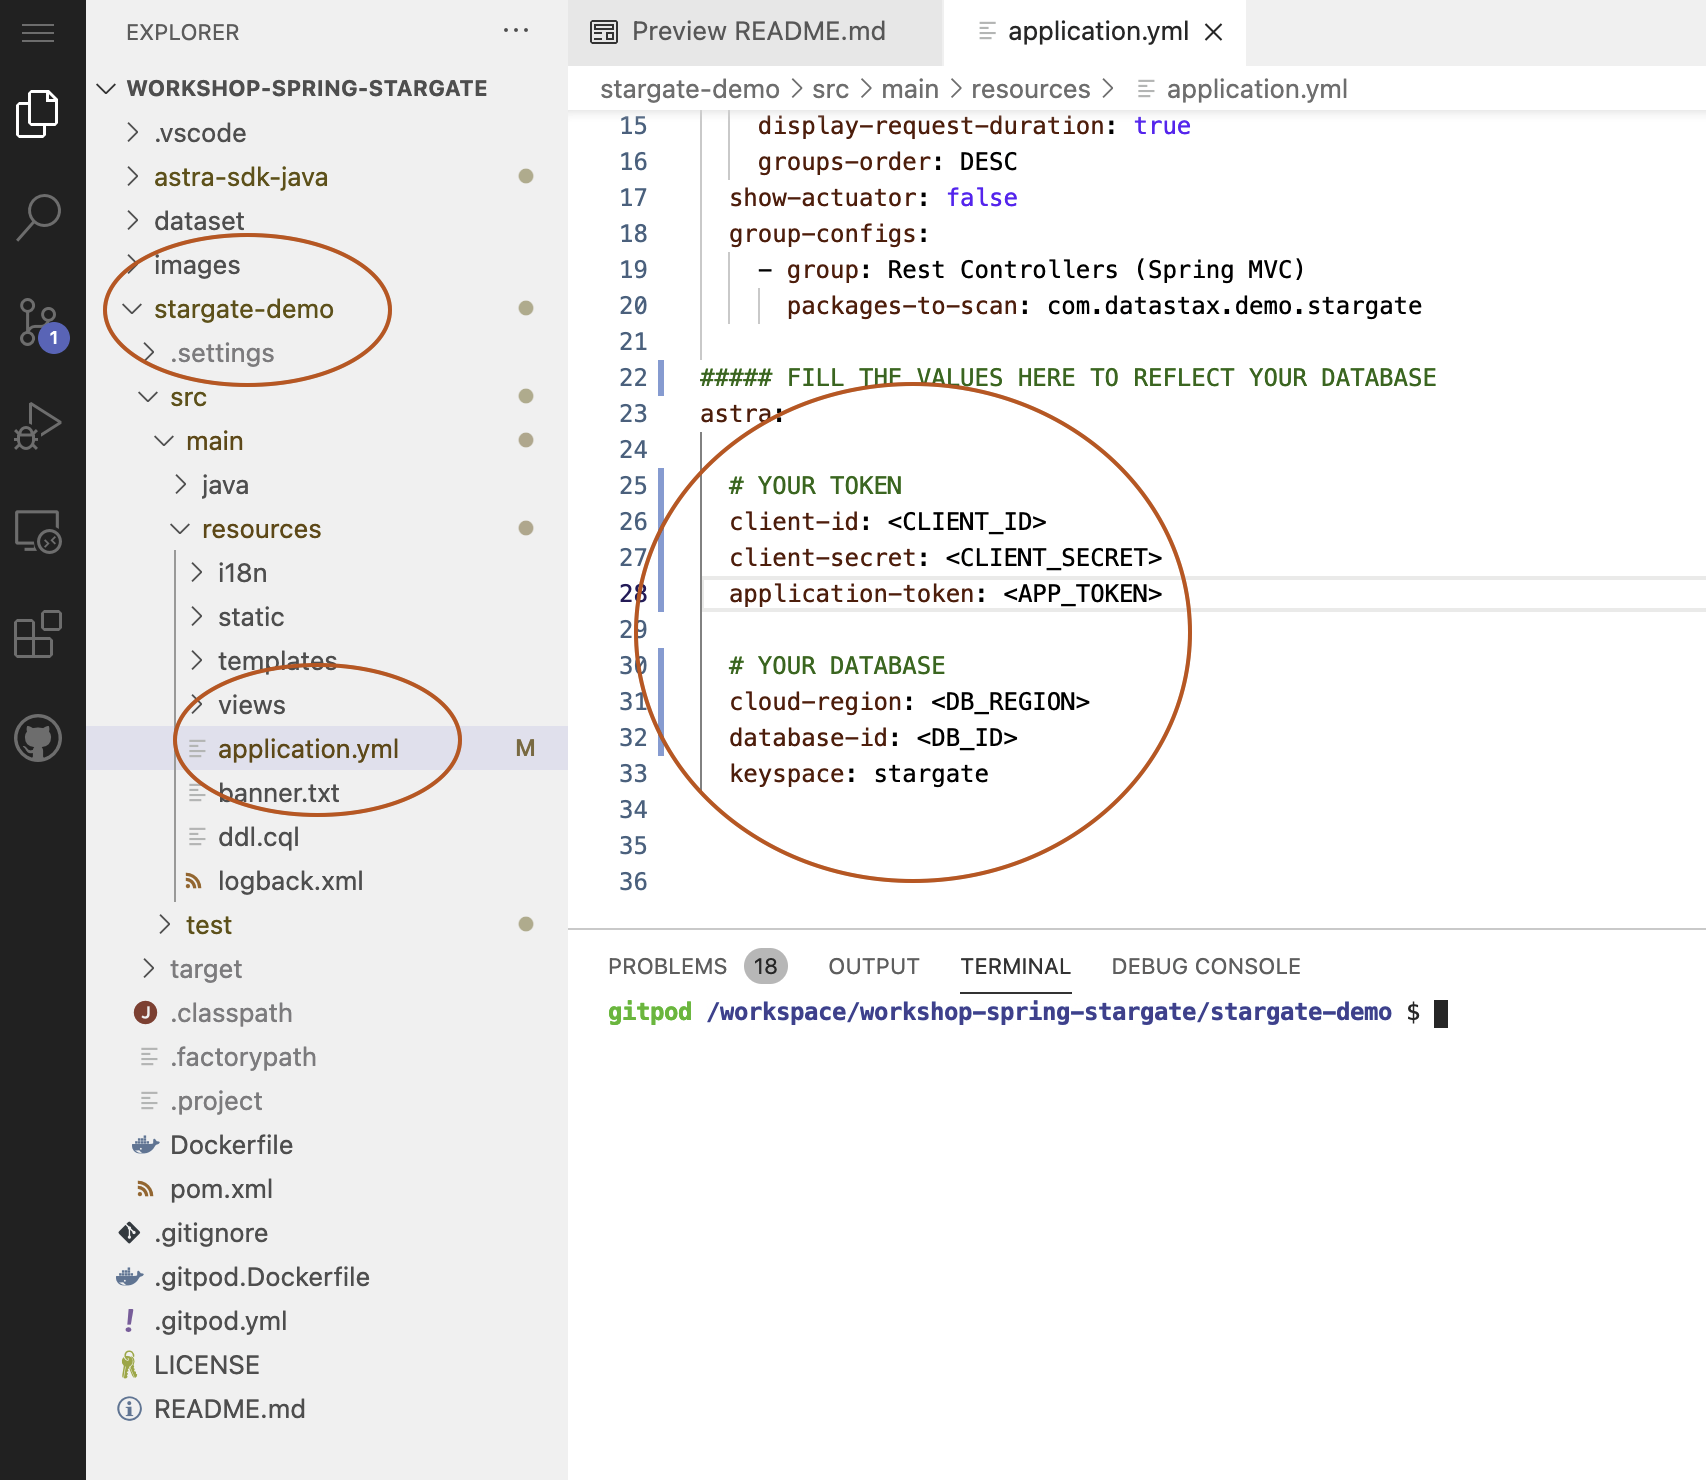 EXPLORER
WORKSHOP-SPRING-STARGATE
.vscode
astra-sdk-java
dataset
images
stargate-demo
.settings
src
main
java
resources
i18n
static
templates
views
application.yml M
banner.txt
ddl.cql
logback.xml
test
target
.classpath
.factorypath
.project
Dockerfile
pom.xml
.gitignore
.gitpod.Dockerfile
.gitpod.yml
LICENSE
README.md
1
J
Preview README.md
application.yml
stargate-demo > src > main > resources > application.yml
15 display-request-duration: true
16 groups-order: DESC
17 show-actuator: false
18 group-configs:
19 - group: Rest Controllers (Spring MVC)
20 packages-to-scan: com.datastax.demo.stargate
21
22 ##### FILL THE VALUES HERE TO REFLECT YOUR DATABASE
23 astra:
24
25 # YOUR TOKEN
26 client-id: <CLIENT_ID>
27 client-secret: <CLIENT_SECRET>
28 application-token: <APP_TOKEN>
29
30 # YOUR DATABASE
31 cloud-region: <DB_REGION>
32 database-id: <DB_ID>
33 keyspace: stargate
34
35
36
PROBLEMS 18 OUTPUT TERMINAL DEBUG CONSOLE
gitpod /workspace/workshop-spring-stargate/stargate-demo $